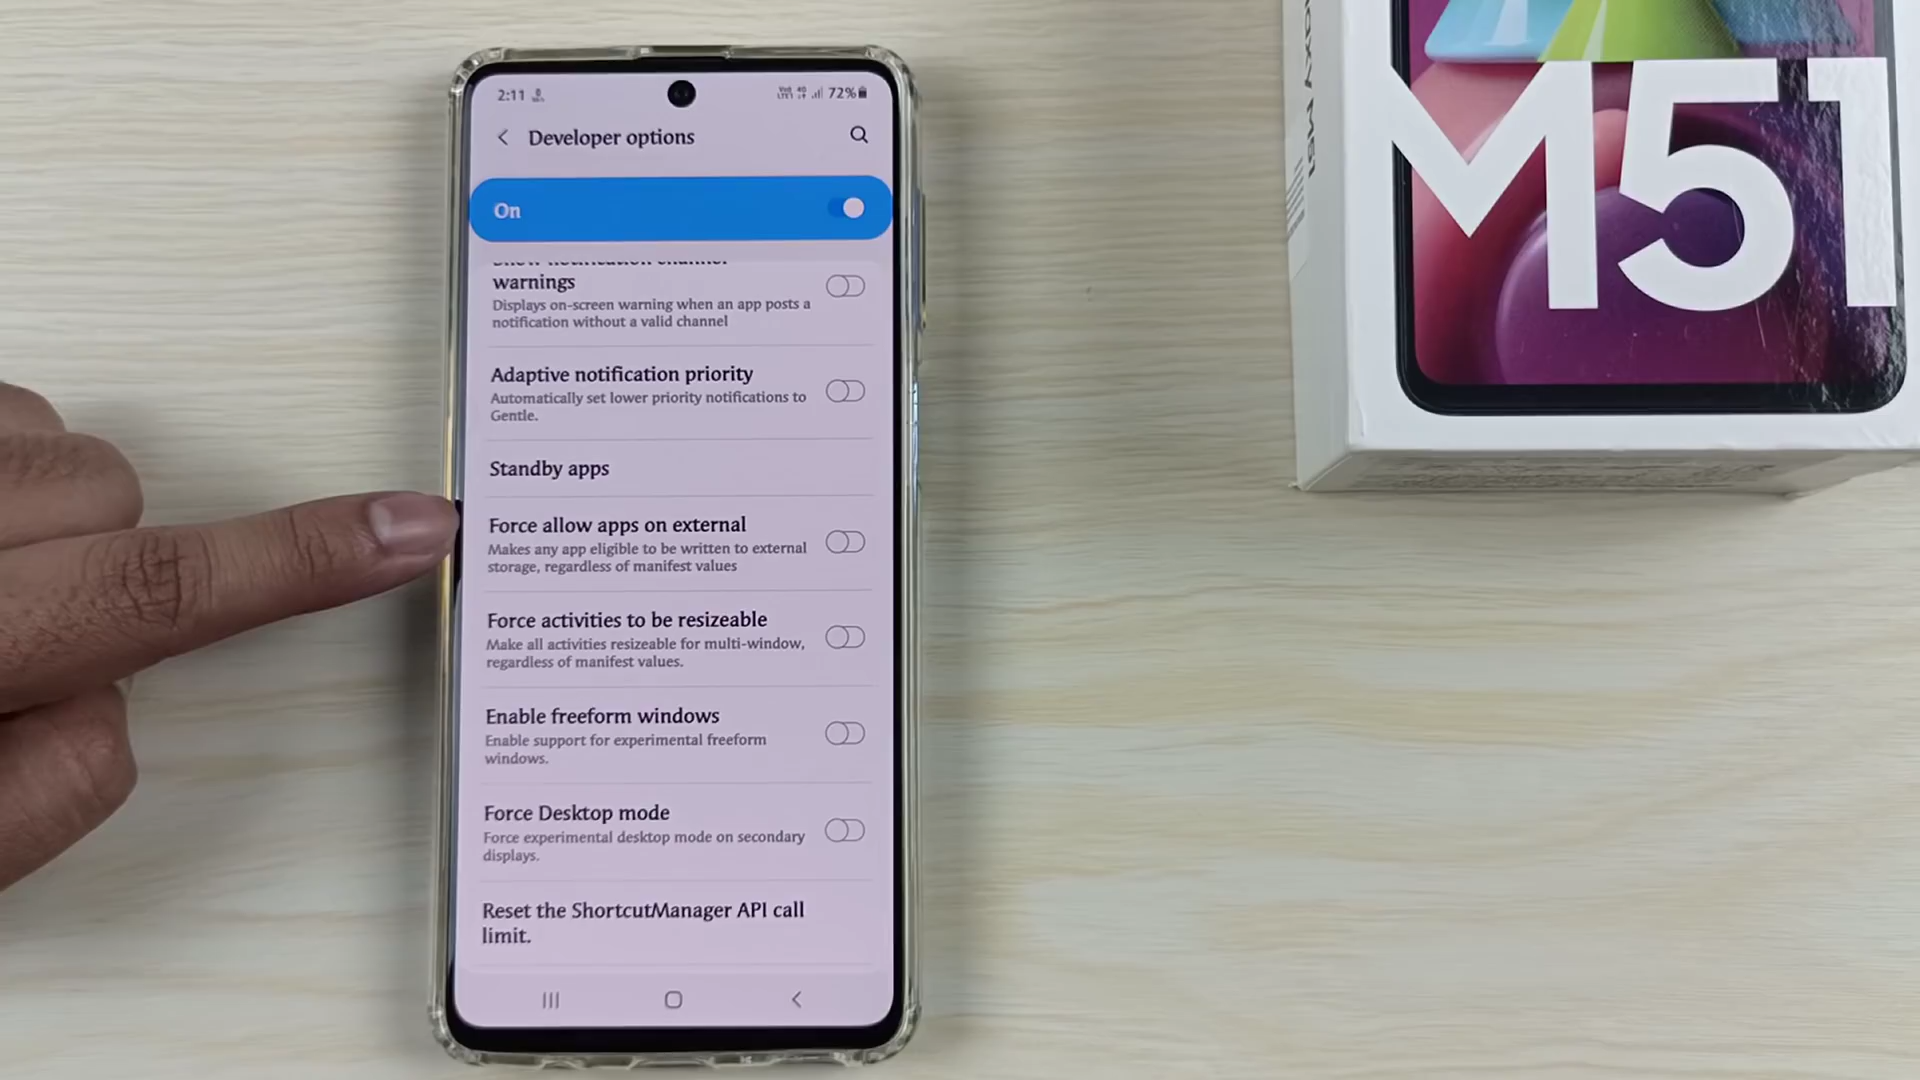 2:11
72%
Developer options
On
Show notification channel
warnings
Displays on-screen warning when an app posts a
notification without a valid channel
Adaptive notification priority
Automatically set lower priority notifications to
Gentle.
Standby apps
Force allow apps on external
Makes any app eligible to be written to external
storage, regardless of manifest values
Force activities to be resizeable
Make all activities resizeable for multi-window,
regardless of manifest values.
Enable freeform windows
Enable support for experimental freeform
windows.
Force Desktop mode
Force experimental desktop mode on secondary
displays.
Reset the ShortcutManager API call
limit.
M51